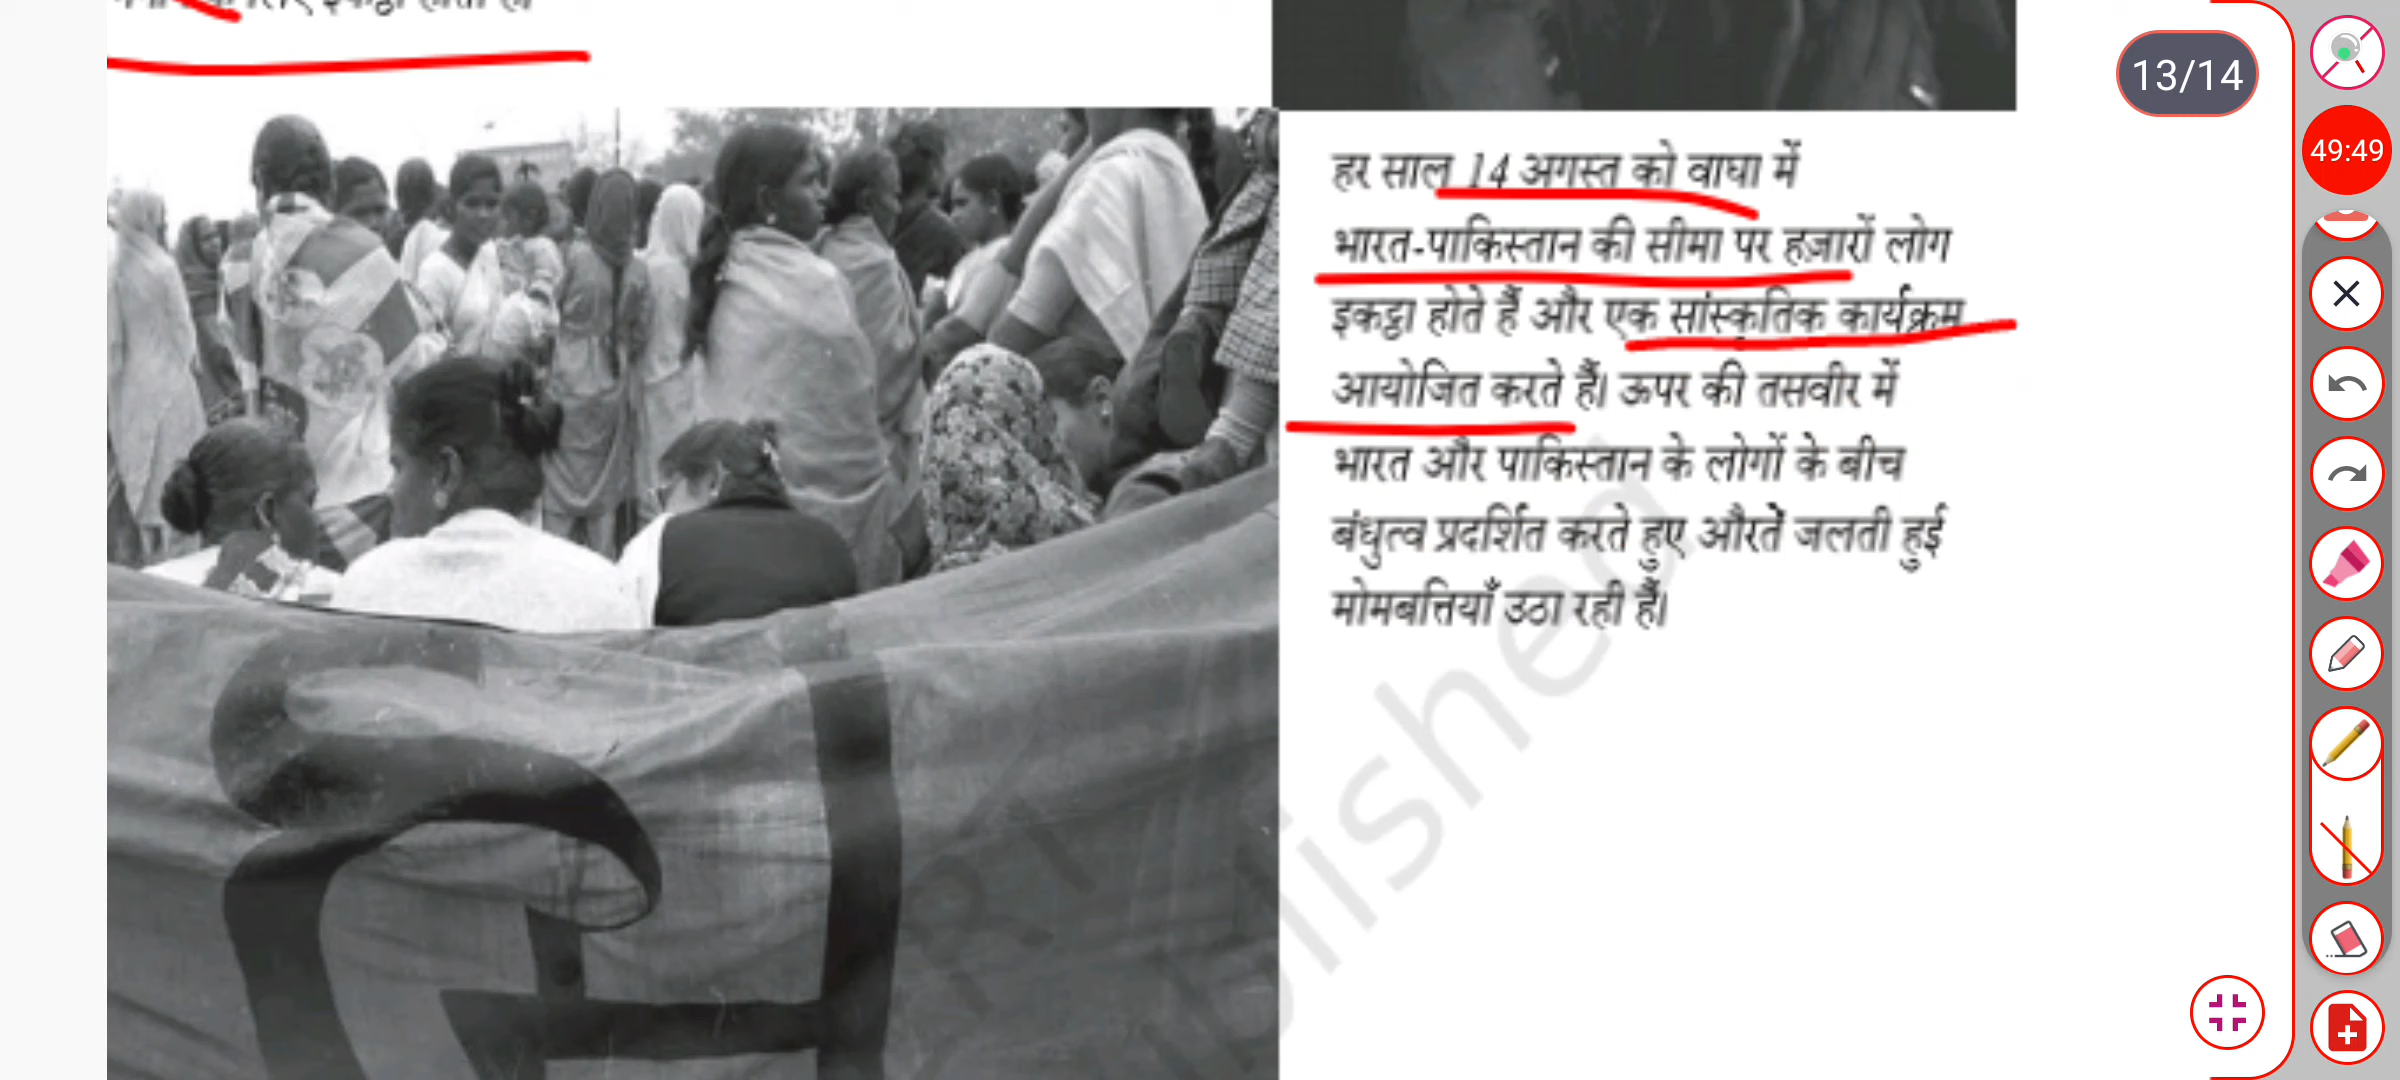 लिए इकट्ठा होता है।
13/14
49:49
हर साल 14 अगस्त को वाघा में
भारत-पाकिस्तान की सीमा पर हज़ारों लोग
इकट्ठा होते हैं और एक सांस्कृतिक कार्यक्रम
आयोजित करते हैं। ऊपर की तसवीर में
भारत और पाकिस्तान के लोगों के बीच
बंधुत्व प्रदर्शित करते हुए औरतें जलती हुई
मोमबत्तियाँ उठा रही हैं।